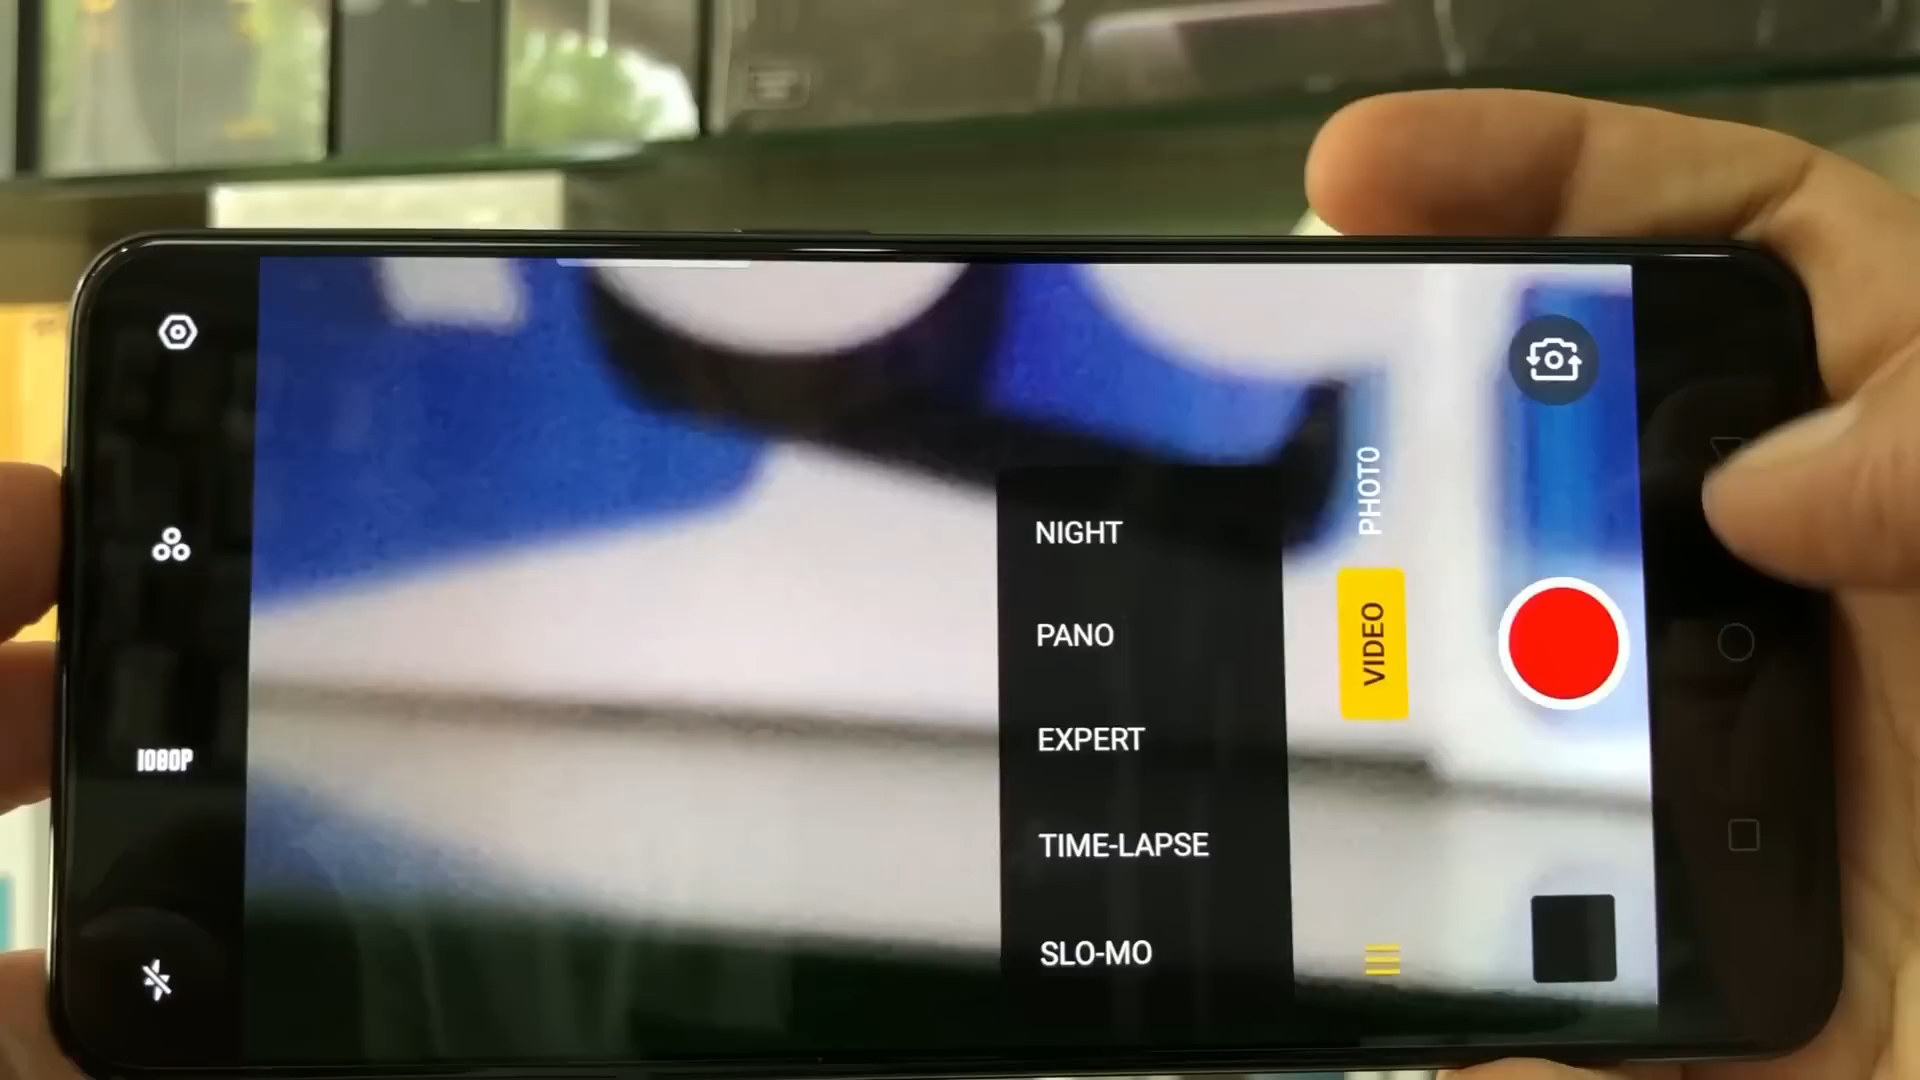 1080P
NIGHT
PANO
EXPERT
TIME-LAPSE
SLO-MO
PHOTO
VIDEO